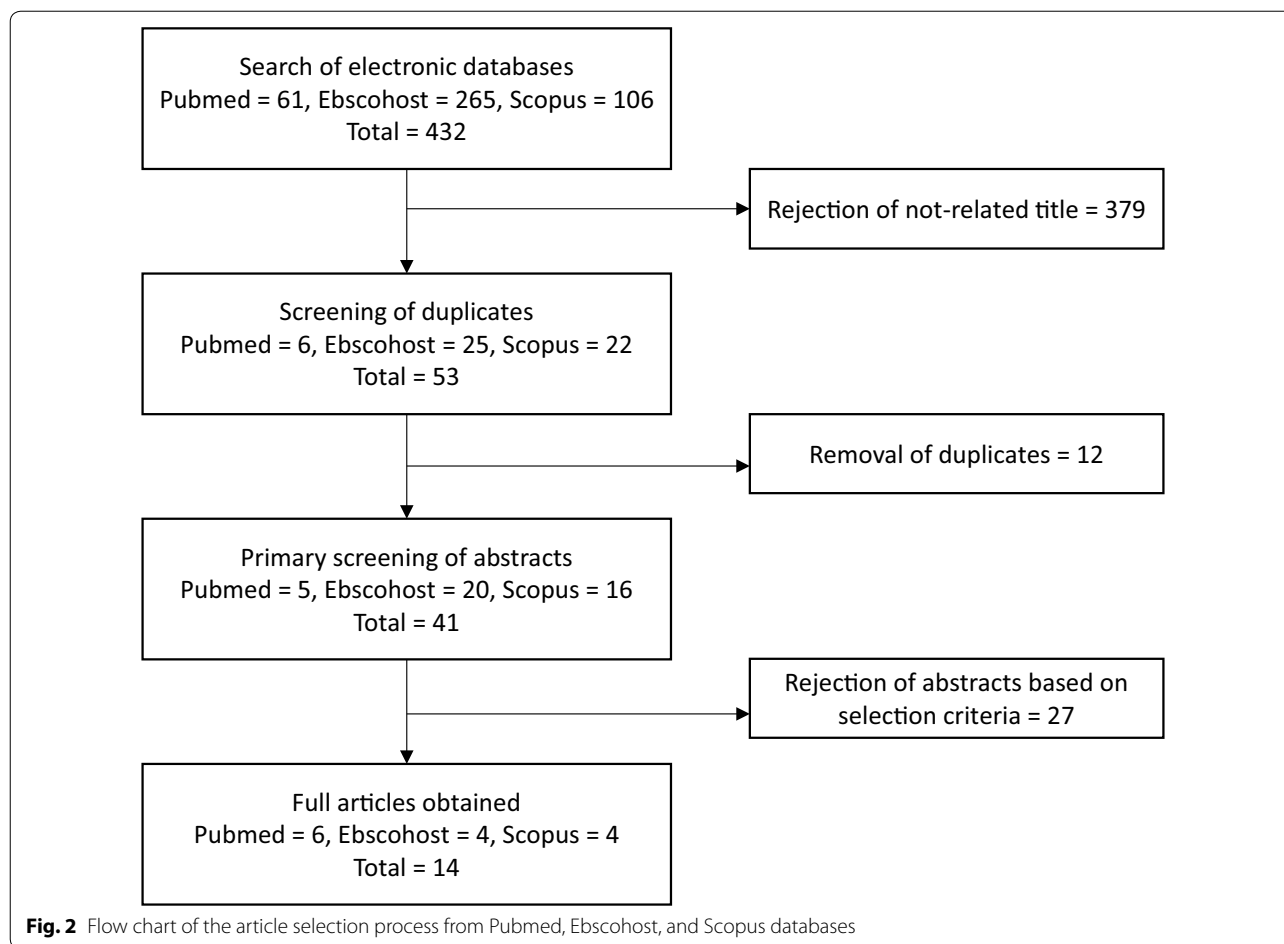 Search of electronic databases
Pubmed = 61, Ebscohost = 265, Scopus = 106
Total = 432
Rejection of not-related title = 379
Screening of duplicates
Pubmed = 6, Ebscohost = 25, Scopus = 22
Total = 53
Removal of duplicates = 12
Primary screening of abstracts
Pubmed = 5, Ebscohost = 20, Scopus = 16
Total = 41
Rejection of abstracts based on
selection criteria = 27
Full articles obtained
Pubmed = 6, Ebscohost = 4, Scopus = 4
Total = 14
Fig. 2 Flow chart of the article selection process from Pubmed, Ebscohost, and Scopus databases